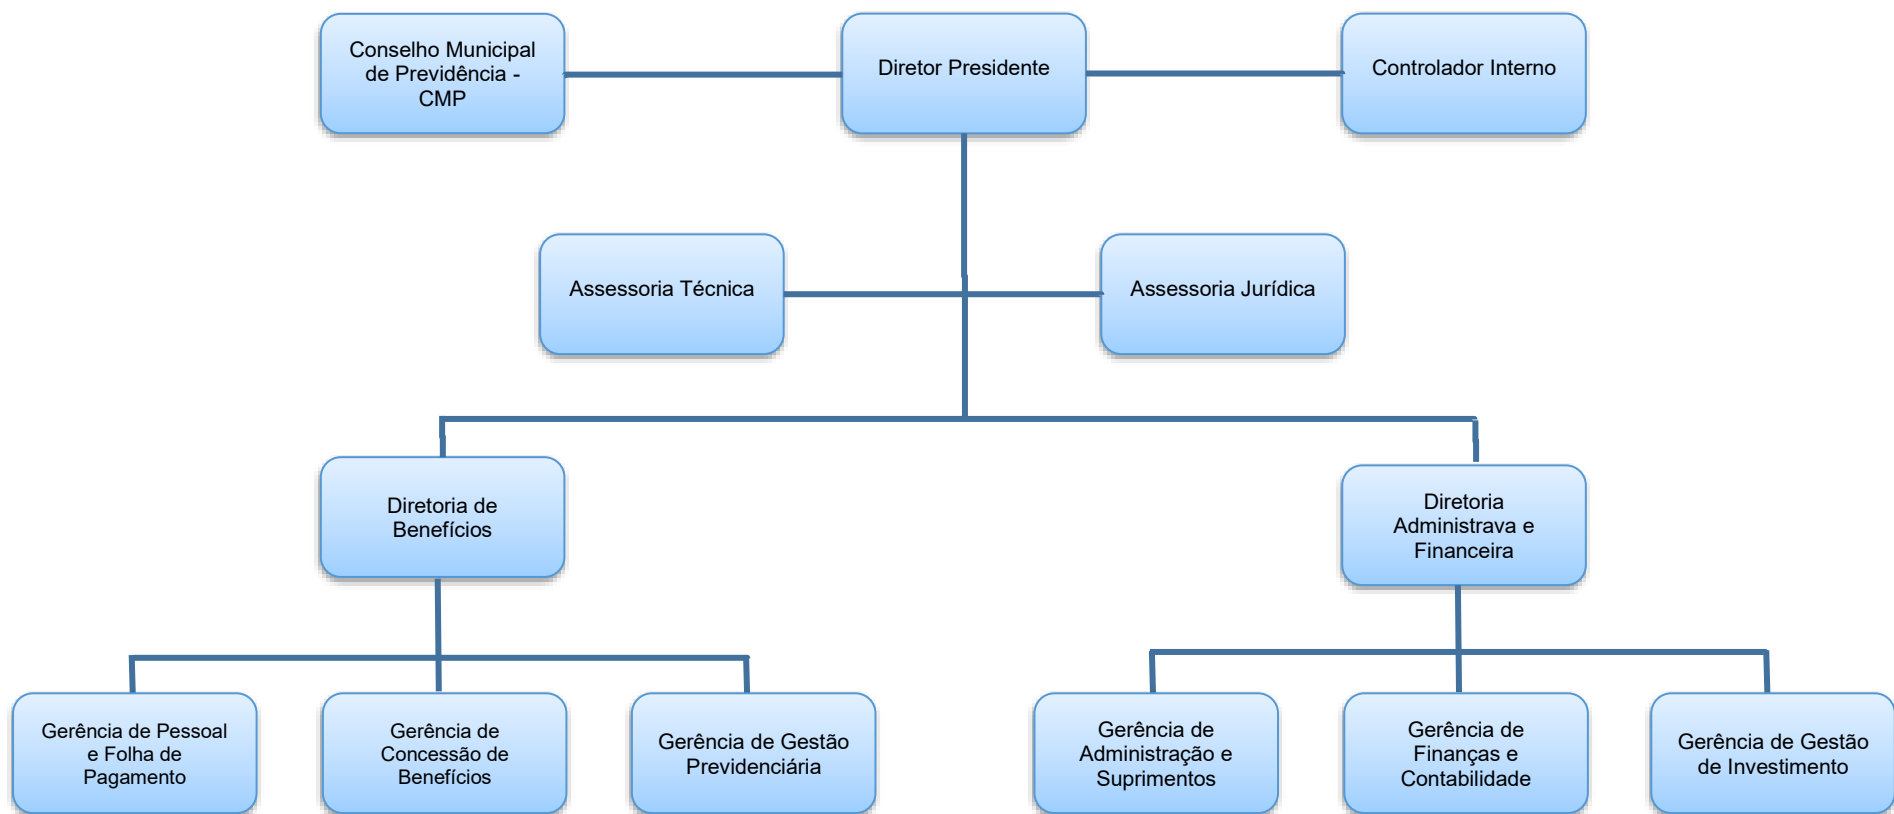 Conselho Municipal
de Previdência -
CMP
Diretor Presidente
Controlador Interno
Assessoria Técnica
Assessoria Jurídica
Diretoria de
Benefícios
Diretoria
Administrava e
Financeira
Gerência de Pessoal
e Folha de
Pagamento
Gerência de
Concessão de
Benefícios
Gerência de Gestão
Previdenciária
Gerência de
Administração e
Suprimentos
Gerência de
Finanças e
Contabilidade
Gerência de Gestão
de Investimento